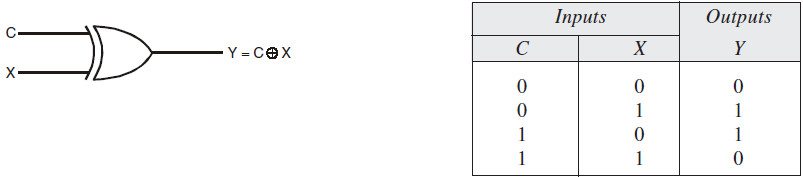 C
X
Y = C⊕X
Inputs Outputs
C X Y
0 0 0
0 1 1
1 0 1
1 1 0